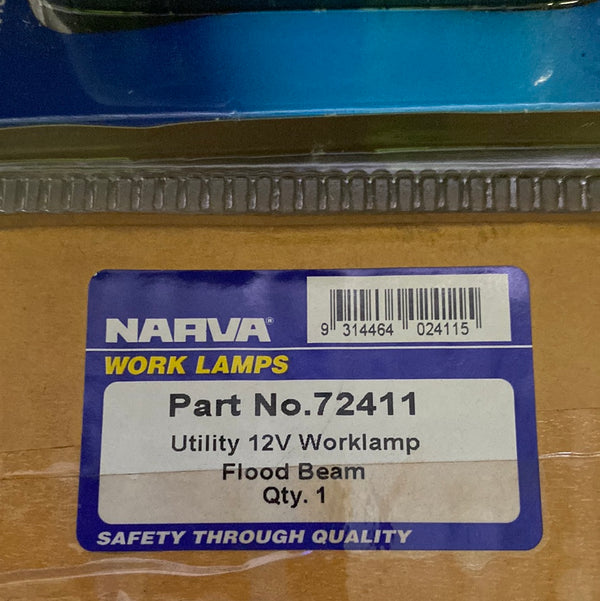 NARVA®
9 314464 024115
WORK LAMPS
Part No.72411
Utility 12V Worklamp
Flood Beam
Qty. 1
SAFETY THROUGH QUALITY